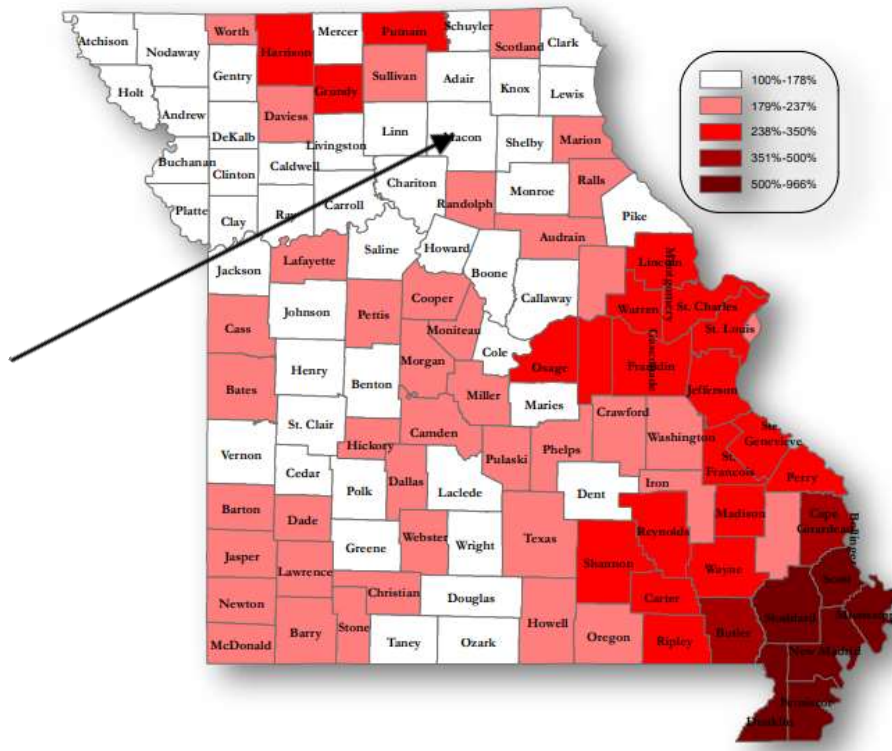 Atchison
Nodaway
Worth
Harrison
Mercer
Putnam
Schuyler
Scotland
Clark
Gentry
Holt
Grundy
Sullivan
Adair
Knox
Lewis
Andrew
DeKalb
Daviess
Livingston
Linn
Macon
Shelby
Marion
Buchanan
Clinton
Caldwell
Chariton
Randolph
Monroe
Ralls
Platte
Clay
Ray
Carroll
Pike
Saline
Howard
Audrain
Boone
Jackson
Lafayette
Callaway
Lincoln
Montgomery
Johnson
Cooper
Warren
St. Charles
Cass
Pettis
Moniteau
St. Louis
Cole
Osage
Gasconade
Franklin
Henry
Morgan
Bates
Benton
Miller
Maries
Jefferson
St. Clair
Camden
Crawford
Washington
Ste.
Genevieve
Vernon
Hickory
Pulaski
Phelps
St.
Francois
Cedar
Polk
Dallas
Laclede
Dent
Iron
Perry
Barton
Dade
Webster
Texas
Reynolds
Madison
Cape
Girardeau
Bollinger
Jasper
Greene
Wright
Shannon
Wayne
Scott
Lawrence
Christian
Douglas
Carter
Newton
Stoddard
Mississippi
McDonald
Barry
Stone
Taney
Ozark
Howell
Oregon
Ripley
Butler
New Madrid
Pemiscot
Dunklin
100%-178%
179%-237%
238%-350%
351%-500%
500%-966%